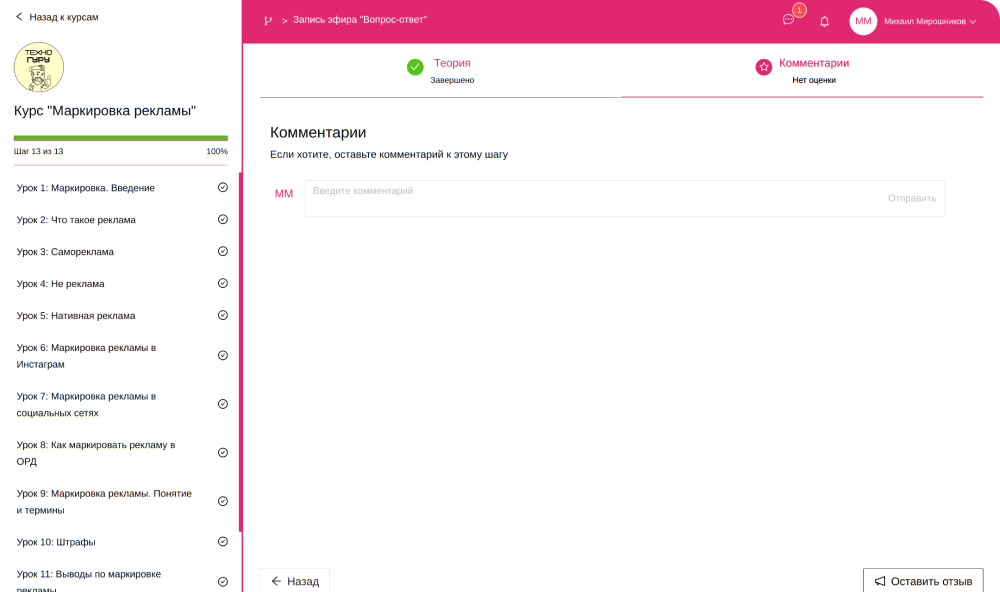 Назад к курсам
ТЕХНО
ГУРУ
Курс "Маркировка рекламы"
Шаг 13 из 13
100%
Урок 1: Маркировка. Введение
Урок 2: Что такое реклама
Урок 3: Самореклама
Урок 4: Не реклама
Урок 5: Нативная реклама
Урок 6: Маркировка рекламы в
Инстаграм
Урок 7: Маркировка рекламы в
социальных сетях
Урок 8: Как маркировать рекламу в
ОРД
Урок 9: Маркировка рекламы. Понятие
и термины
Урок 10: Штрафы
Урок 11: Выводы по маркировке
рекламы
> Запись эфира "Вопрос-ответ"
1
ММ
Михаил Мирошников
Теория
Завершено
Комментарии
Нет оценки
Комментарии
Если хотите, оставьте комментарий к этому шагу
ММ
Введите комментарий
Отправить
Назад
Оставить отзыв